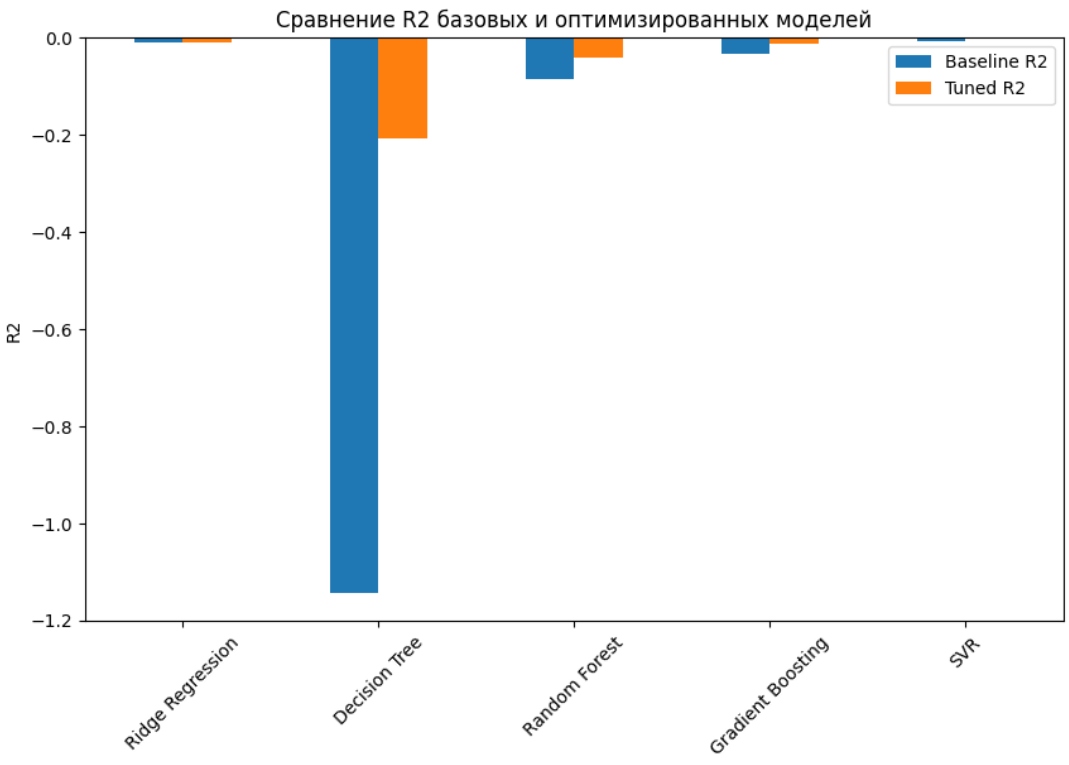 Сравнение R2 базовых и оптимизированных моделей
Baseline R2
Tuned R2
R2
0.0
−0.2
−0.4
−0.6
−0.8
−1.0
−1.2
Ridge Regression
Decision Tree
Random Forest
Gradient Boosting
SVR